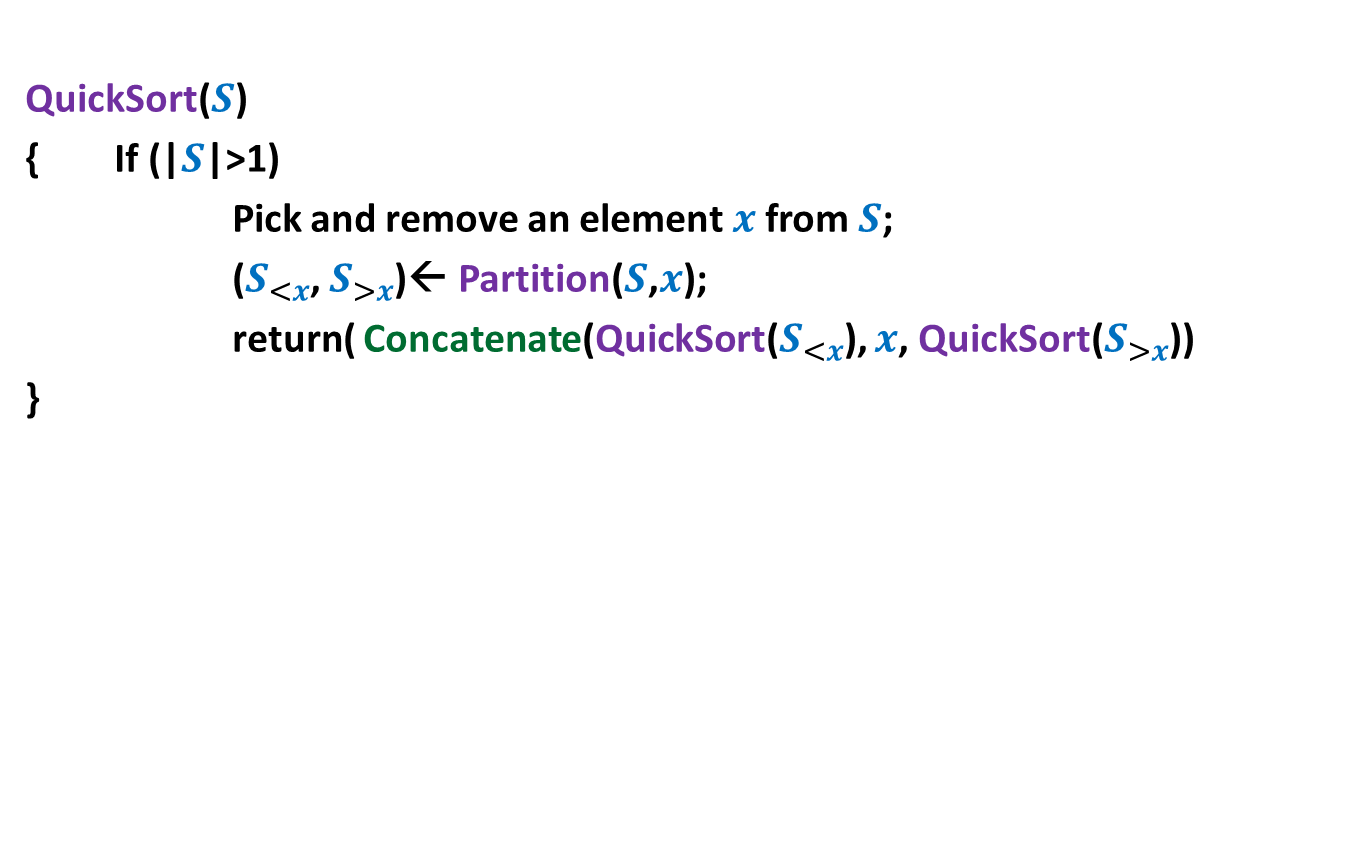 QuickSort(S)
{ If (|S|>1)
Pick and remove an element x from S;
(S<x, S>x)← Partition(S,x);
return( Concatenate(QuickSort(S<x), x, QuickSort(S>x))
}